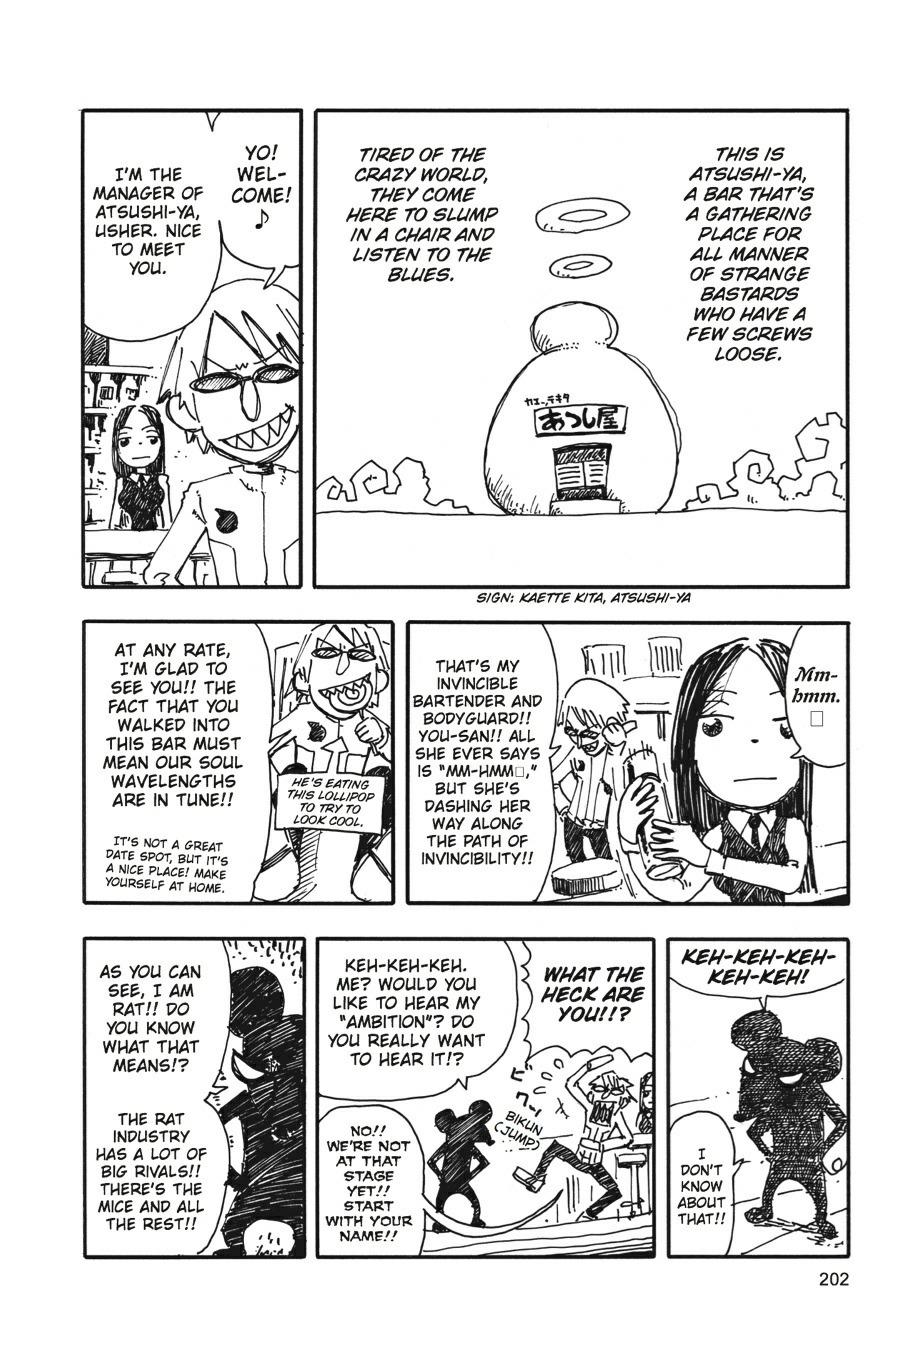 THIS IS
ATSUSHI-YA,
A BAR THAT'S
A GATHERING
PLACE FOR
ALL MANNER
OF STRANGE
BASTARDS
WHO HAVE A
FEW SCREWS
LOOSE.
TIRED OF THE
CRAZY WORLD,
THEY COME
HERE TO SLUMP
IN A CHAIR AND
LISTEN TO THE
BLUES.
カエッテキタ
あつし屋
SIGN: KAETTE KITA, ATSUSHI-YA
YO!
WEL-
COME!
♪
I'M THE
MANAGER OF
ATSUSHI-YA,
USHER. NICE
TO MEET
YOU.
Mm-
hmm.
□
THAT'S MY
INVINCIBLE
BARTENDER AND
BODYGUARD!!
YOU-SAN!! ALL
SHE EVER SAYS
IS "MM-HMM□,"
BUT SHE'S
DASHING HER
WAY ALONG
THE PATH OF
INVINCIBILITY!!
AT ANY RATE,
I'M GLAD TO
SEE YOU!! THE
FACT THAT YOU
WALKED INTO
THIS BAR MUST
MEAN OUR SOUL
WAVELENGTHS
ARE IN TUNE!!
HE'S EATING
THIS LOLLIPOP
TO TRY TO
LOOK COOL.
IT'S NOT A GREAT
DATE SPOT, BUT IT'S
A NICE PLACE! MAKE
YOURSELF AT HOME.
KEH-KEH-KEH-
KEH-KEH!
I
DON'T
KNOW
ABOUT
THAT!!
WHAT THE
HECK ARE
YOU!!?
KEH-KEH-KEH.
ME? WOULD YOU
LIKE TO HEAR MY
"AMBITION"? DO
YOU REALLY WANT
TO HEAR IT!?
BIKUN
(JUMP)
NO!!
WE'RE NOT
AT THAT
STAGE
YET!!
START
WITH YOUR
NAME!!
AS YOU CAN
SEE, I AM
RAT!! DO
YOU KNOW
WHAT THAT
MEANS!?
THE RAT
INDUSTRY
HAS A LOT OF
BIG RIVALS!!
THERE'S THE
MICE AND ALL
THE REST!!
202